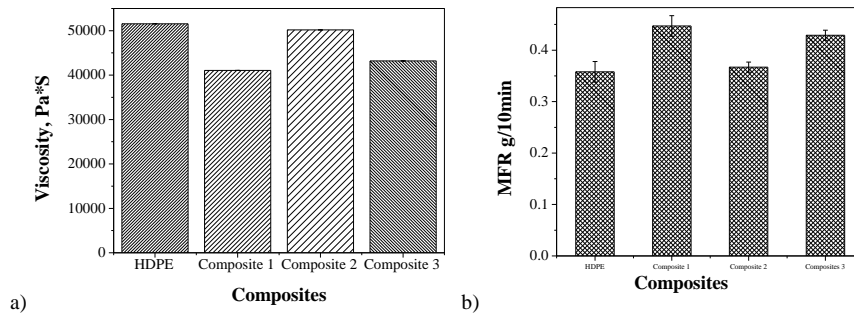 Viscosity, Pa*S
50000
40000
30000
20000
10000
0
HDPE Composite 1 Composite 2 Composite 3
Composites
a)
MFR g/10min
0.4
0.3
0.2
0.1
0.0
HDPE Composite 1 Composite 2 Composites 3
Composites
b)